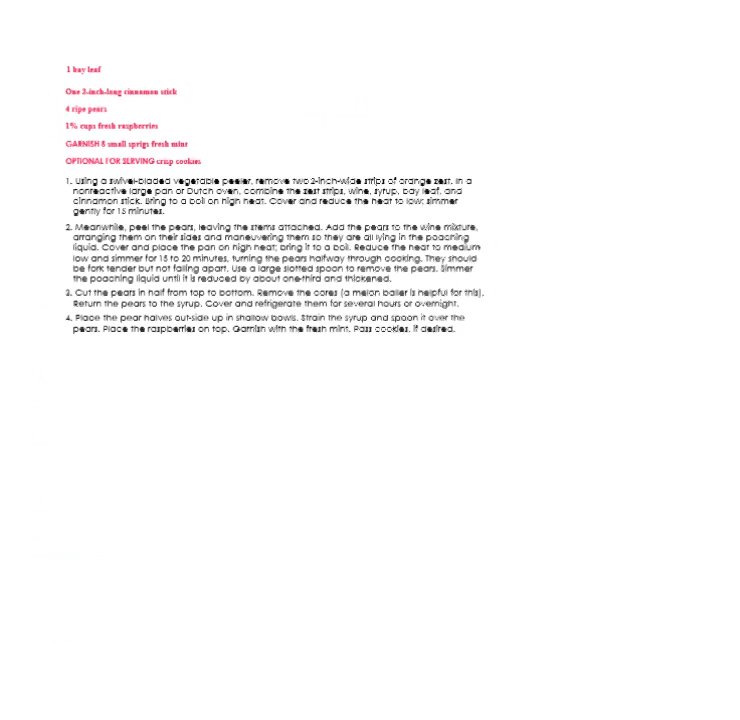 1 bay leaf
One 3-inch-long cinnamon stick
4 ripe pears
1% cups fresh raspberries
GARNISH 8 small sprigs fresh mint
OPTIONAL FOR SERVING crisp cookies
1. Using a swivel-bladed vegetable peeler, remove two 2-inch-wide strips of orange zest. In a
nonreactive large pan or Dutch oven, combine the zest strips, wine, syrup, bay leaf, and
cinnamon stick. Bring to a boil on high heat. Cover and reduce the heat to low; simmer
gently for 15 minutes.
2. Meanwhile, peel the pears, leaving the stems attached. Add the pears to the wine mixture,
arranging them on their sides and maneuvering them so they are all lying in the poaching
liquid. Cover and place the pan on high heat; bring it to a boil. Reduce the heat to medium
low and simmer for 15 to 20 minutes, turning the pears halfway through cooking. They should
be fork tender but not falling apart. Use a large slotted spoon to remove the pears. Simmer
the poaching liquid until it is reduced by about one-third and thickened.
3. Cut the pears in half from top to bottom. Remove the cores (a melon baller is helpful for this).
Return the pears to the syrup. Cover and refrigerate them for several hours or overnight.
4. Place the pear halves cut-side up in shallow bowls. Strain the syrup and spoon it over the
pears. Place the raspberries on top. Garnish with the fresh mint. Pass cookies, if desired.